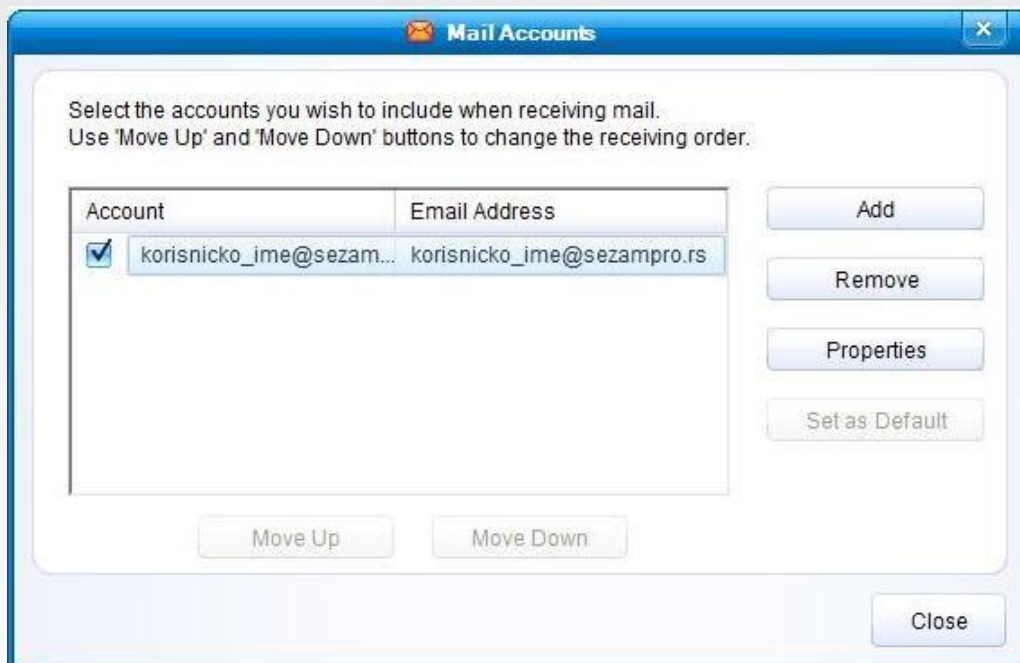 Mail Accounts
Select the accounts you wish to include when receiving mail.
Use 'Move Up' and 'Move Down' buttons to change the receiving order.
Account Email Address
korisnicko_ime@sezam... korisnicko_ime@sezampro.rs
Add
Remove
Properties
Set as Default
Move Up Move Down
Close